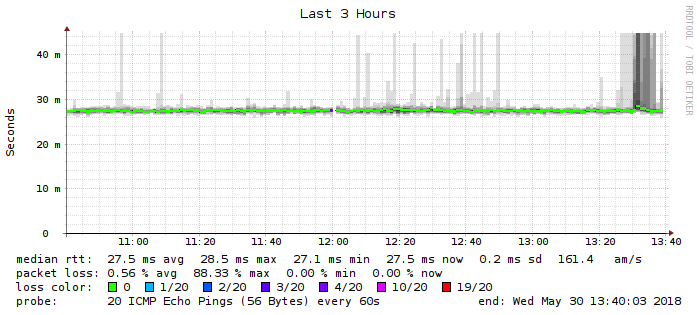 Last 3 Hours
RRDTOOL / TOBI OETIKER
Seconds
40 m
30 m
20 m
10 m
0
11:00 11:20 11:40 12:00 12:20 12:40 13:00 13:20 13:40
median rtt: 27.5 ms avg 28.5 ms max 27.1 ms min 27.5 ms now 0.2 ms sd 161.4 am/s
packet loss: 0.56 % avg 88.33 % max 0.00 % min 0.00 % now
loss color: 0 1/20 2/20 3/20 4/20 10/20 19/20
probe: 20 ICMP Echo Pings (56 Bytes) every 60s end: Wed May 30 13:40:03 2018